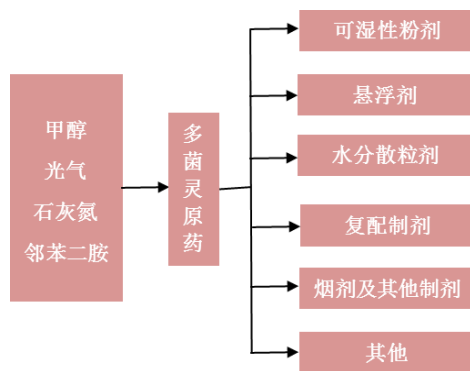 甲醇
光气
石灰氮
邻苯二胺
多
菌
灵
原
药
可湿性粉剂
悬浮剂
水分散粒剂
复配制剂
烟剂及其他制剂
其他